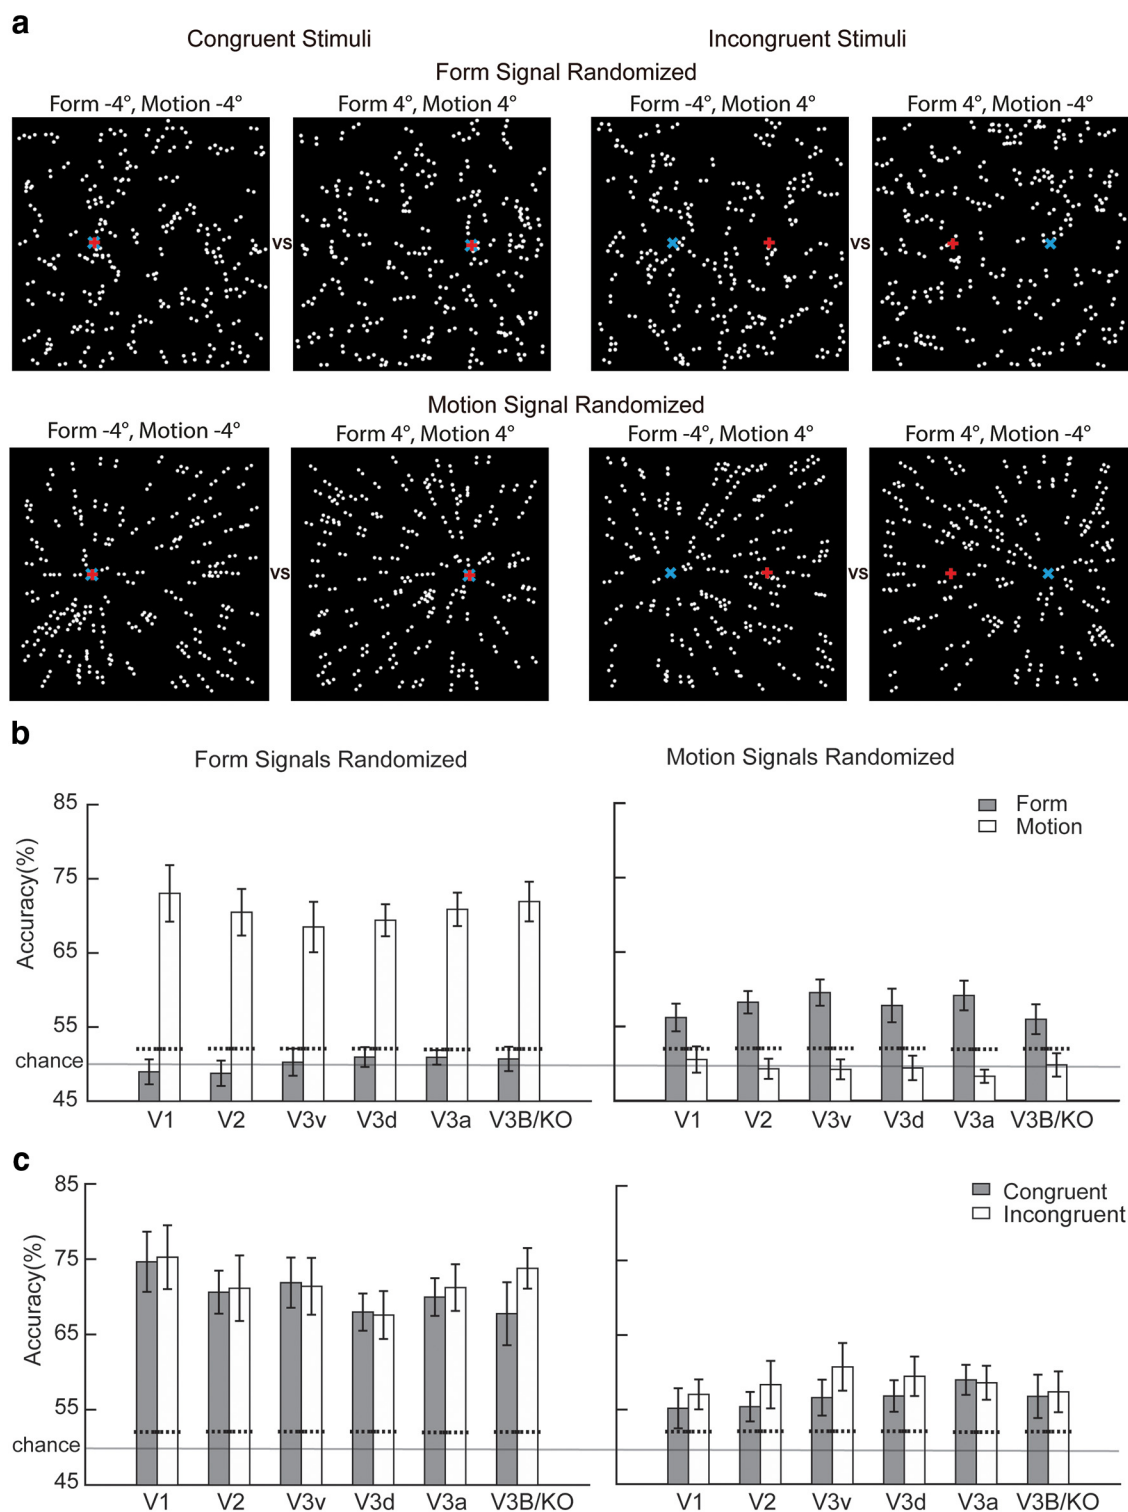 a
Congruent Stimuli Incongruent Stimuli
Form Signal Randomized
Form -4°, Motion -4° Form 4°, Motion 4° Form -4°, Motion 4° Form 4°, Motion -4°
vs vs
Motion Signal Randomized
Form -4°, Motion -4° Form 4°, Motion 4° Form -4°, Motion 4° Form 4°, Motion -4°
vs vs
b
Form Signals Randomized Motion Signals Randomized
Accuracy(%)
85
75
65
55
chance
45
V1 V2 V3v V3d V3a V3B/KO
Form
Motion
V1 V2 V3v V3d V3a V3B/KO
c
Accuracy(%)
85
75
65
55
chance
45
V1 V2 V3v V3d V3a V3B/KO
Congruent
Incongruent
V1 V2 V3v V3d V3a V3B/KO